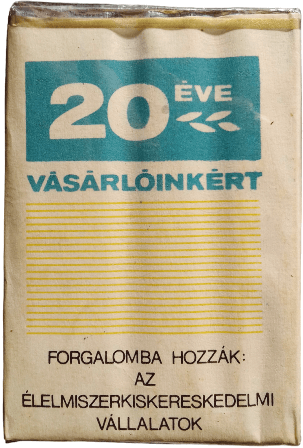 20 ÉVE
VÁSÁRLÓINKÉRT
FORGALOMBA HOZZÁK:
AZ
ÉLELMISZERKISKERESKEDELMI
VÁLLALATOK